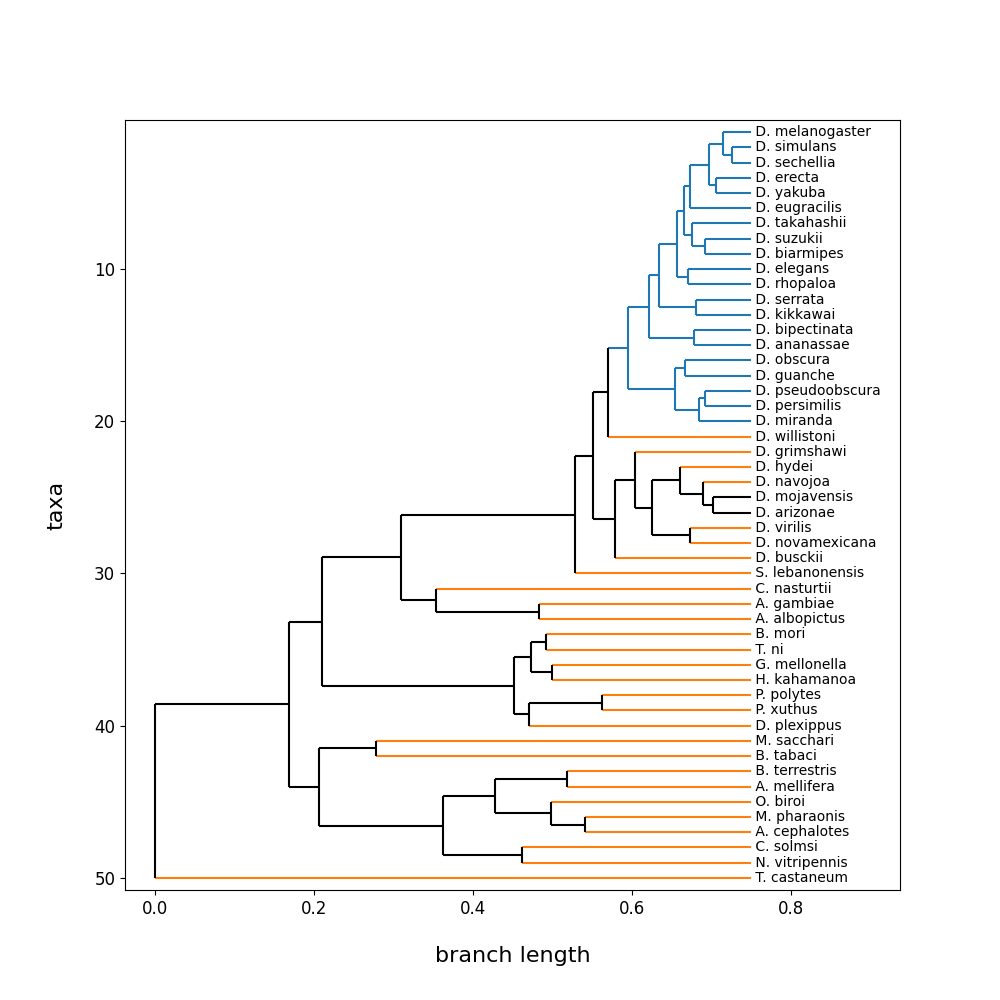 D. melanogaster
D. simulans
D. sechellia
D. erecta
D. yakuba
D. eugracilis
D. takahashii
D. suzukii
D. biarmipes
10
D. elegans
D. rhopaloa
D. serrata
D. kikkawai
D. bipectinata
D. ananassae
D. obscura
D. guanche
D. pseudoobscura
D. persimilis
20
D. miranda
D. willistoni
D. grimshawi
D. hydei
D. navojoa
D. mojavensis
taxa
D. arizonae
D. virilis
D. novamexicana
D. busckii
30
S. lebanonensis
C. nasturtii
A. gambiae
A. albopictus
B. mori
T. ni
G. mellonella
H. kahamanoa
P. polytes
P. xuthus
40
D. plexippus
M. sacchari
B. tabaci
B. terrestris
A. mellifera
O. biroi
M. pharaonis
A. cephalotes
C. solmsi
N. vitripennis
50
T. castaneum
0.0 0.2 0.4 0.6 0.8
branch length